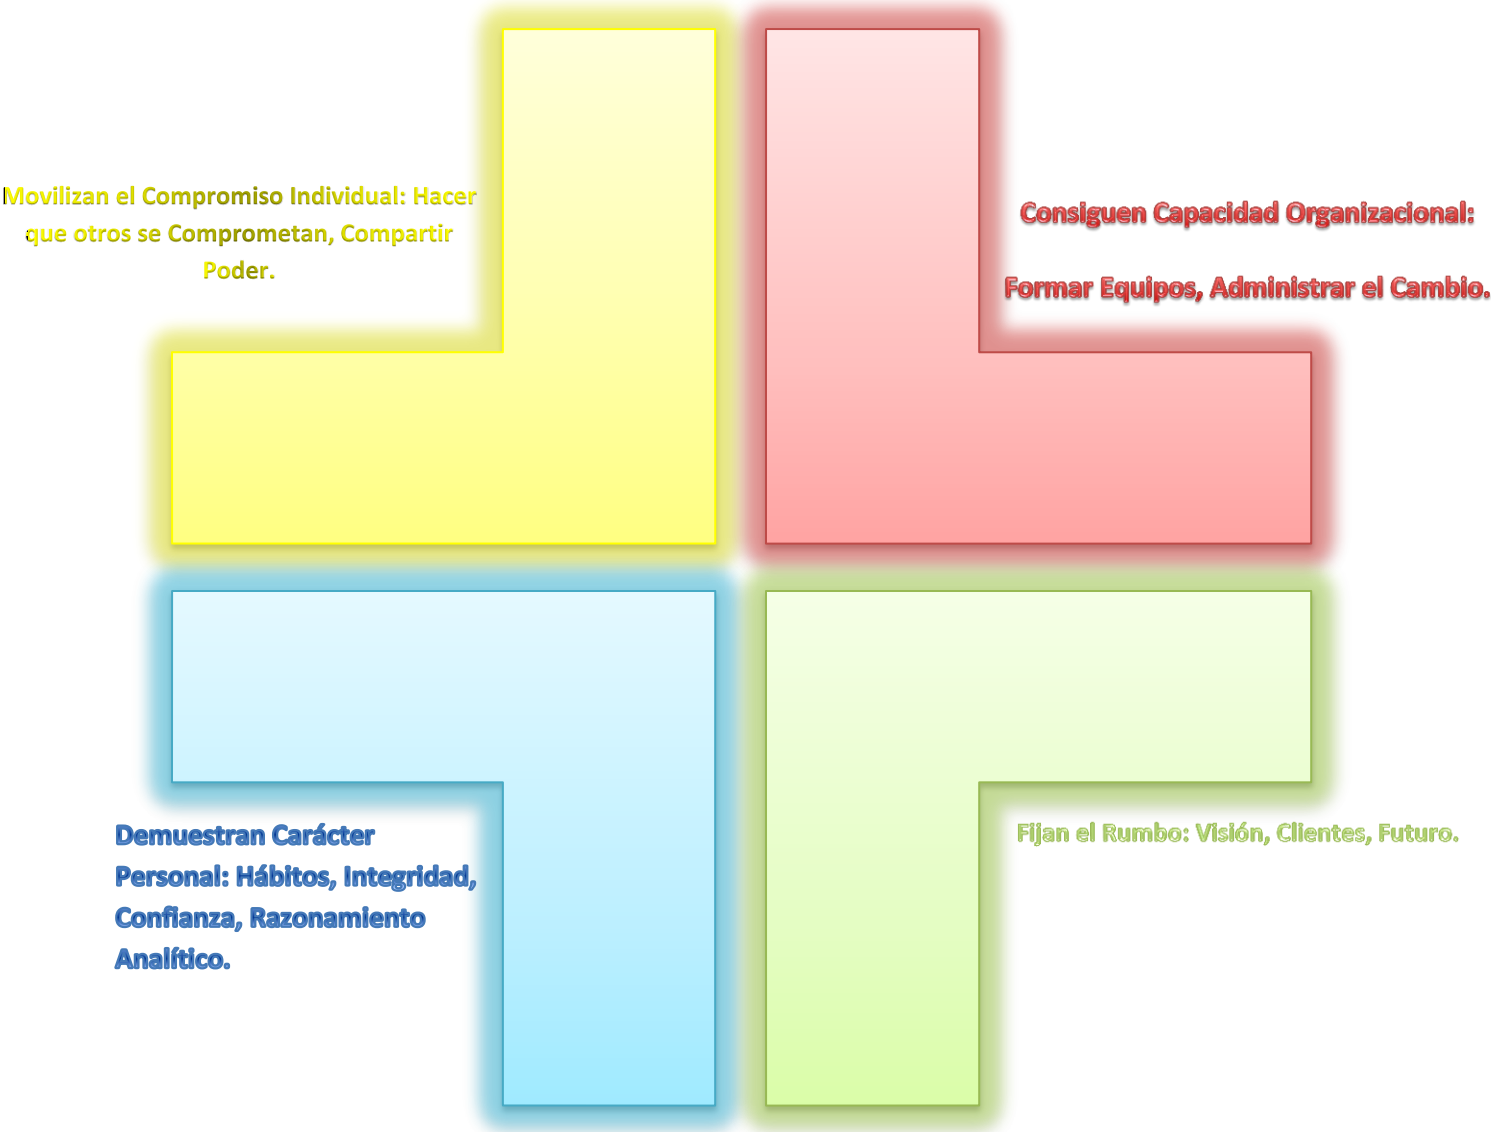 Movilizan el Compromiso Individual: Hacer
que otros se Comprometan, Compartir
Poder.
Consiguen Capacidad Organizacional:
Formar Equipos, Administrar el Cambio.
Demuestran Carácter
Personal: Hábitos, Integridad,
Confianza, Razonamiento
Analítico.
Fijan el Rumbo: Visión, Clientes, Futuro.